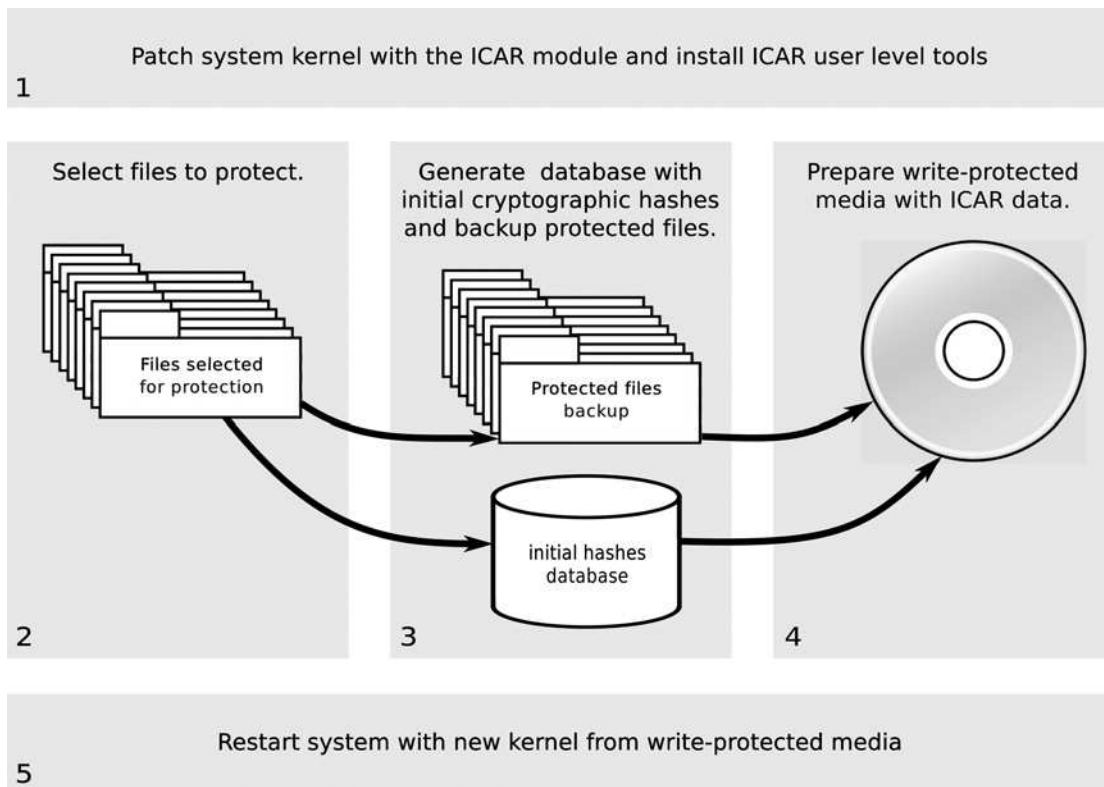 Patch system kernel with the ICAR module and install ICAR user level tools
1
Select files to protect.
Files selected
for protection
2
Generate database with
initial cryptographic hashes
and backup protected files.
Protected files
backup
initial hashes
database
3
Prepare write-protected
media with ICAR data.
4
Restart system with new kernel from write-protected media
5